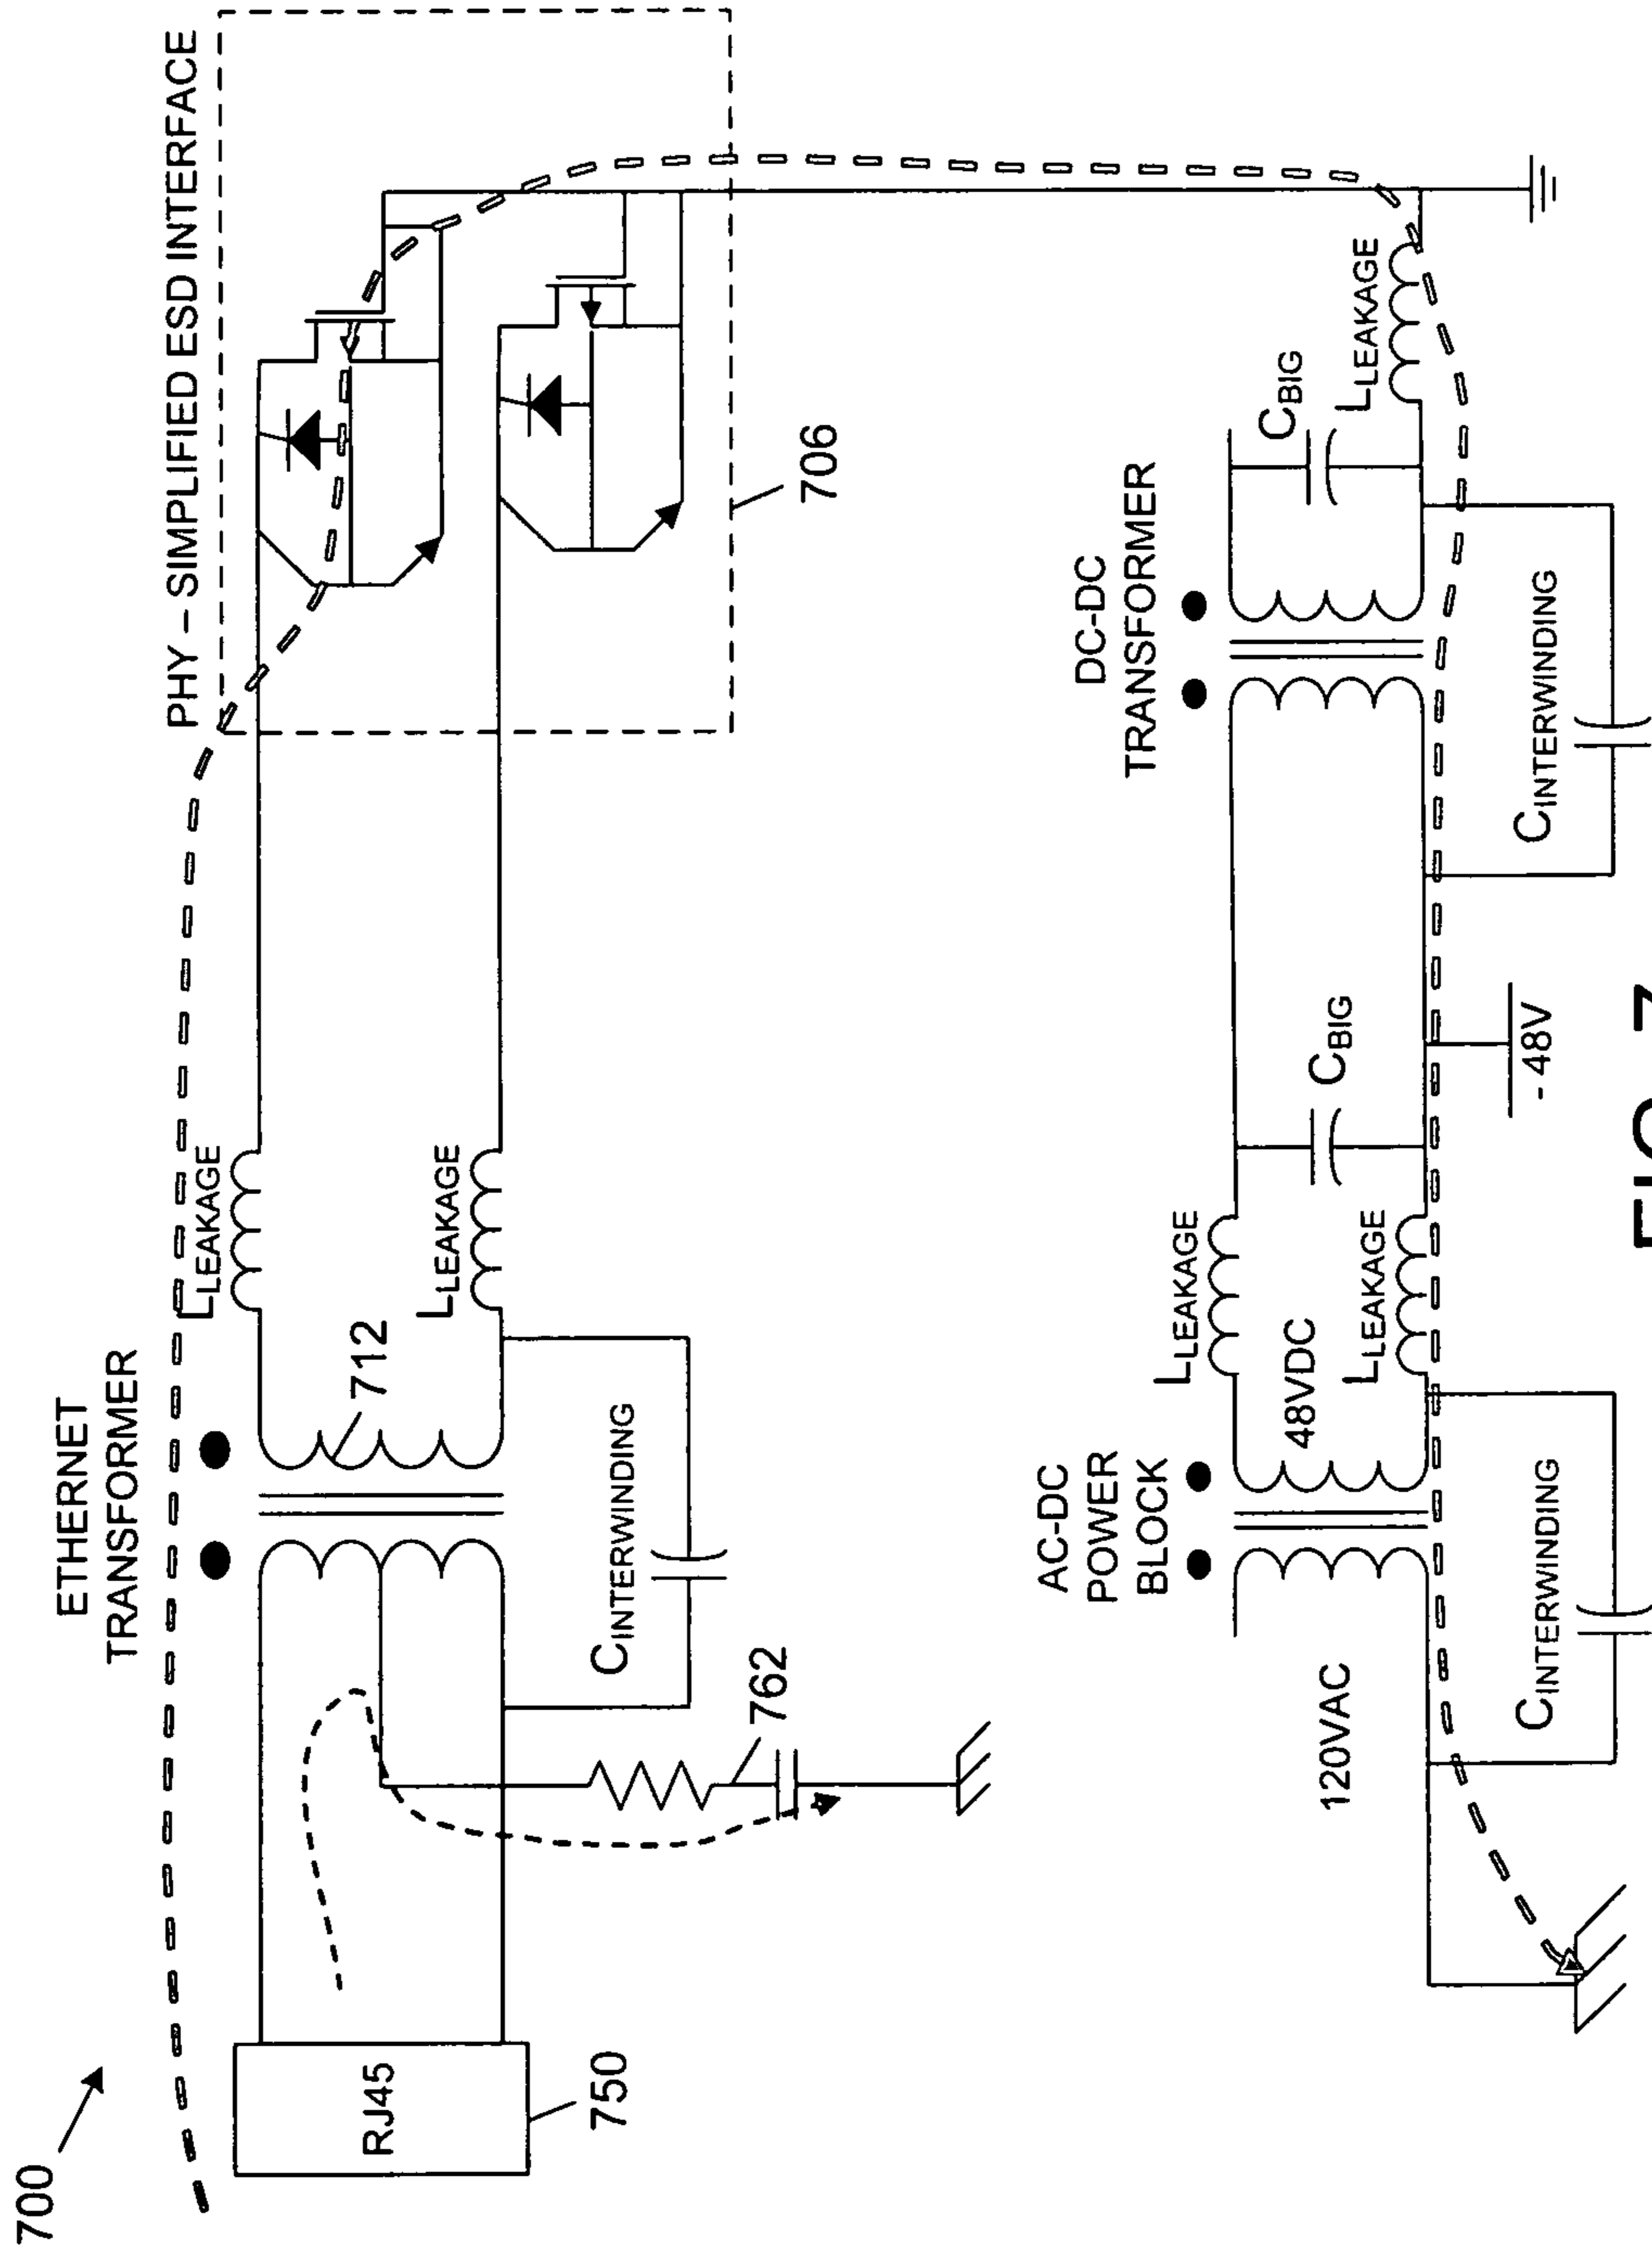 700
ETHERNET
TRANSFORMER
PHY – SIMPLIFIED ESD INTERFACE
LLEAKAGE
712
LLEAKAGE
RJ45
750
CINTERWINDING
762
706
AC-DC
POWER
BLOCK
DC-DC
TRANSFORMER
LLEAKAGE
48VDC
LLEAKAGE
CBIG
CBIG
LLEAKAGE
120VAC
CINTERWINDING
- 48V
CINTERWINDING